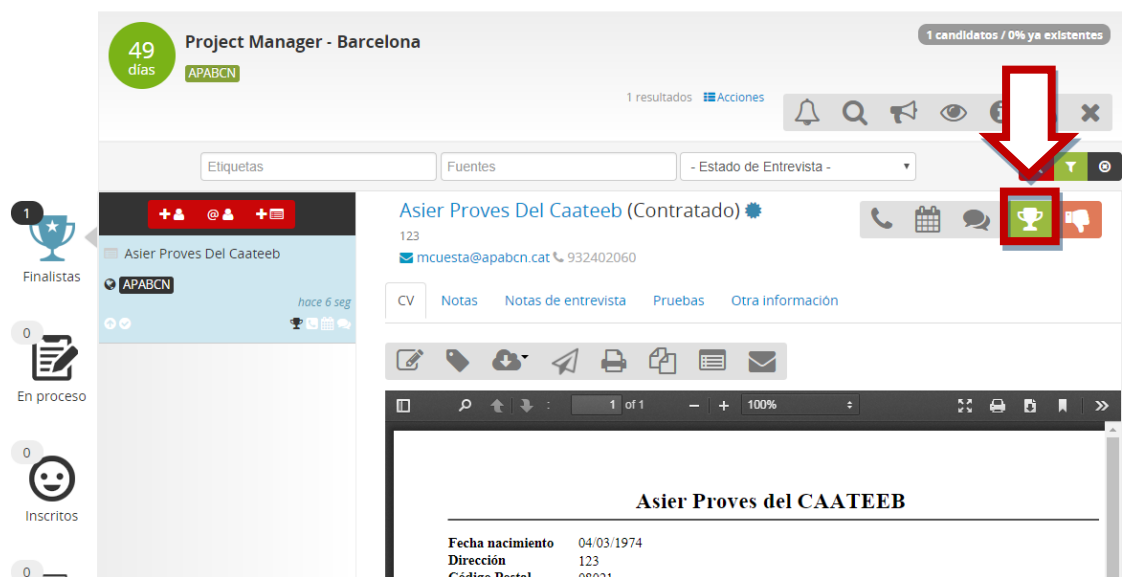 49
días
Project Manager - Barcelona
APABCN
1 candidatos / 0% ya existentes
1 resultados Acciones
Etiquetas
Fuentes
- Estado de Entrevista -
1
Finalistas
0
En proceso
0
Inscritos
0
+ @ +
Asier Proves Del Caateeb
APABCN
hace 6 seg
Asier Proves Del Caateeb (Contratado)
123
mcuesta@apabcn.cat 932402060
CV Notas Notas de entrevista Pruebas Otra información
1 of 1 − + 100%
Asier Proves del CAATEEB
Fecha nacimiento 04/03/1974
Dirección 123
Código Postal 08021